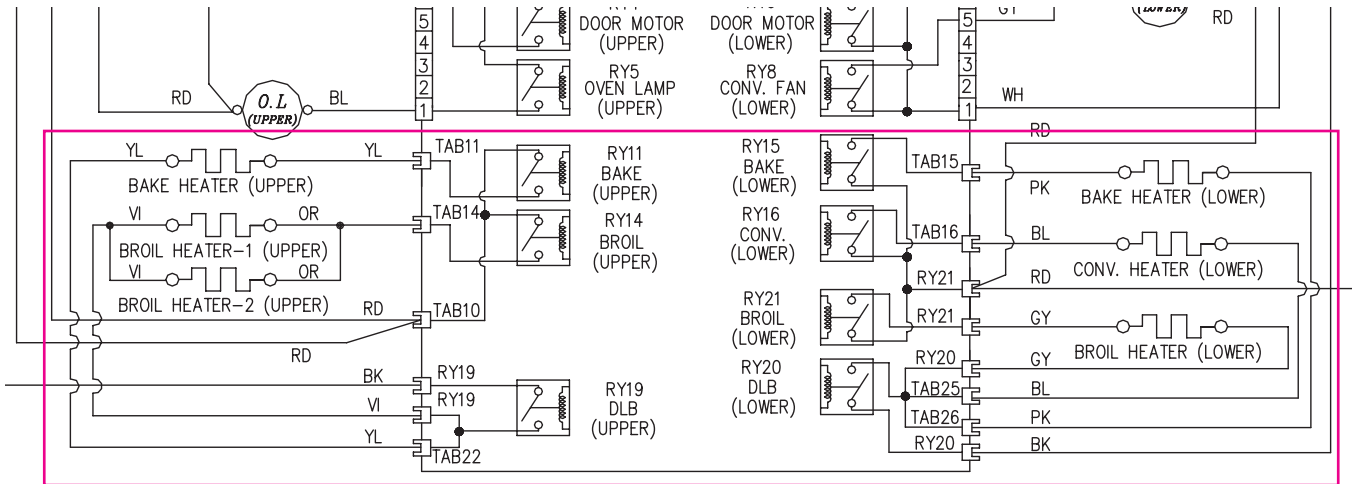 5
DOOR MOTOR
(UPPER)
DOOR MOTOR
(LOWER)
5
GY
(LOWER)
RD
4
4
3
RY5
OVEN LAMP
(UPPER)
RY8
CONV. FAN
(LOWER)
3
2
2
RD
O.L
(UPPER)
BL
1
1
WH
RD
YL
YL
TAB11
BAKE HEATER (UPPER)
RY11
BAKE
(UPPER)
RY15
BAKE
(LOWER)
TAB15
PK
BAKE HEATER (LOWER)
VI
OR
TAB14
BROIL HEATER-1 (UPPER)
RY14
BROIL
(UPPER)
RY16
CONV.
(LOWER)
TAB16
BL
CONV. HEATER (LOWER)
VI
OR
BROIL HEATER-2 (UPPER)
RY21
RD
RD
TAB10
RD
RY21
BROIL
(LOWER)
RY21
GY
BROIL HEATER (LOWER)
BK
RY19
VI
RY19
YL
TAB22
RY19
DLB
(UPPER)
RY20
DLB
(LOWER)
RY20
GY
TAB25
BL
TAB26
PK
RY20
BK